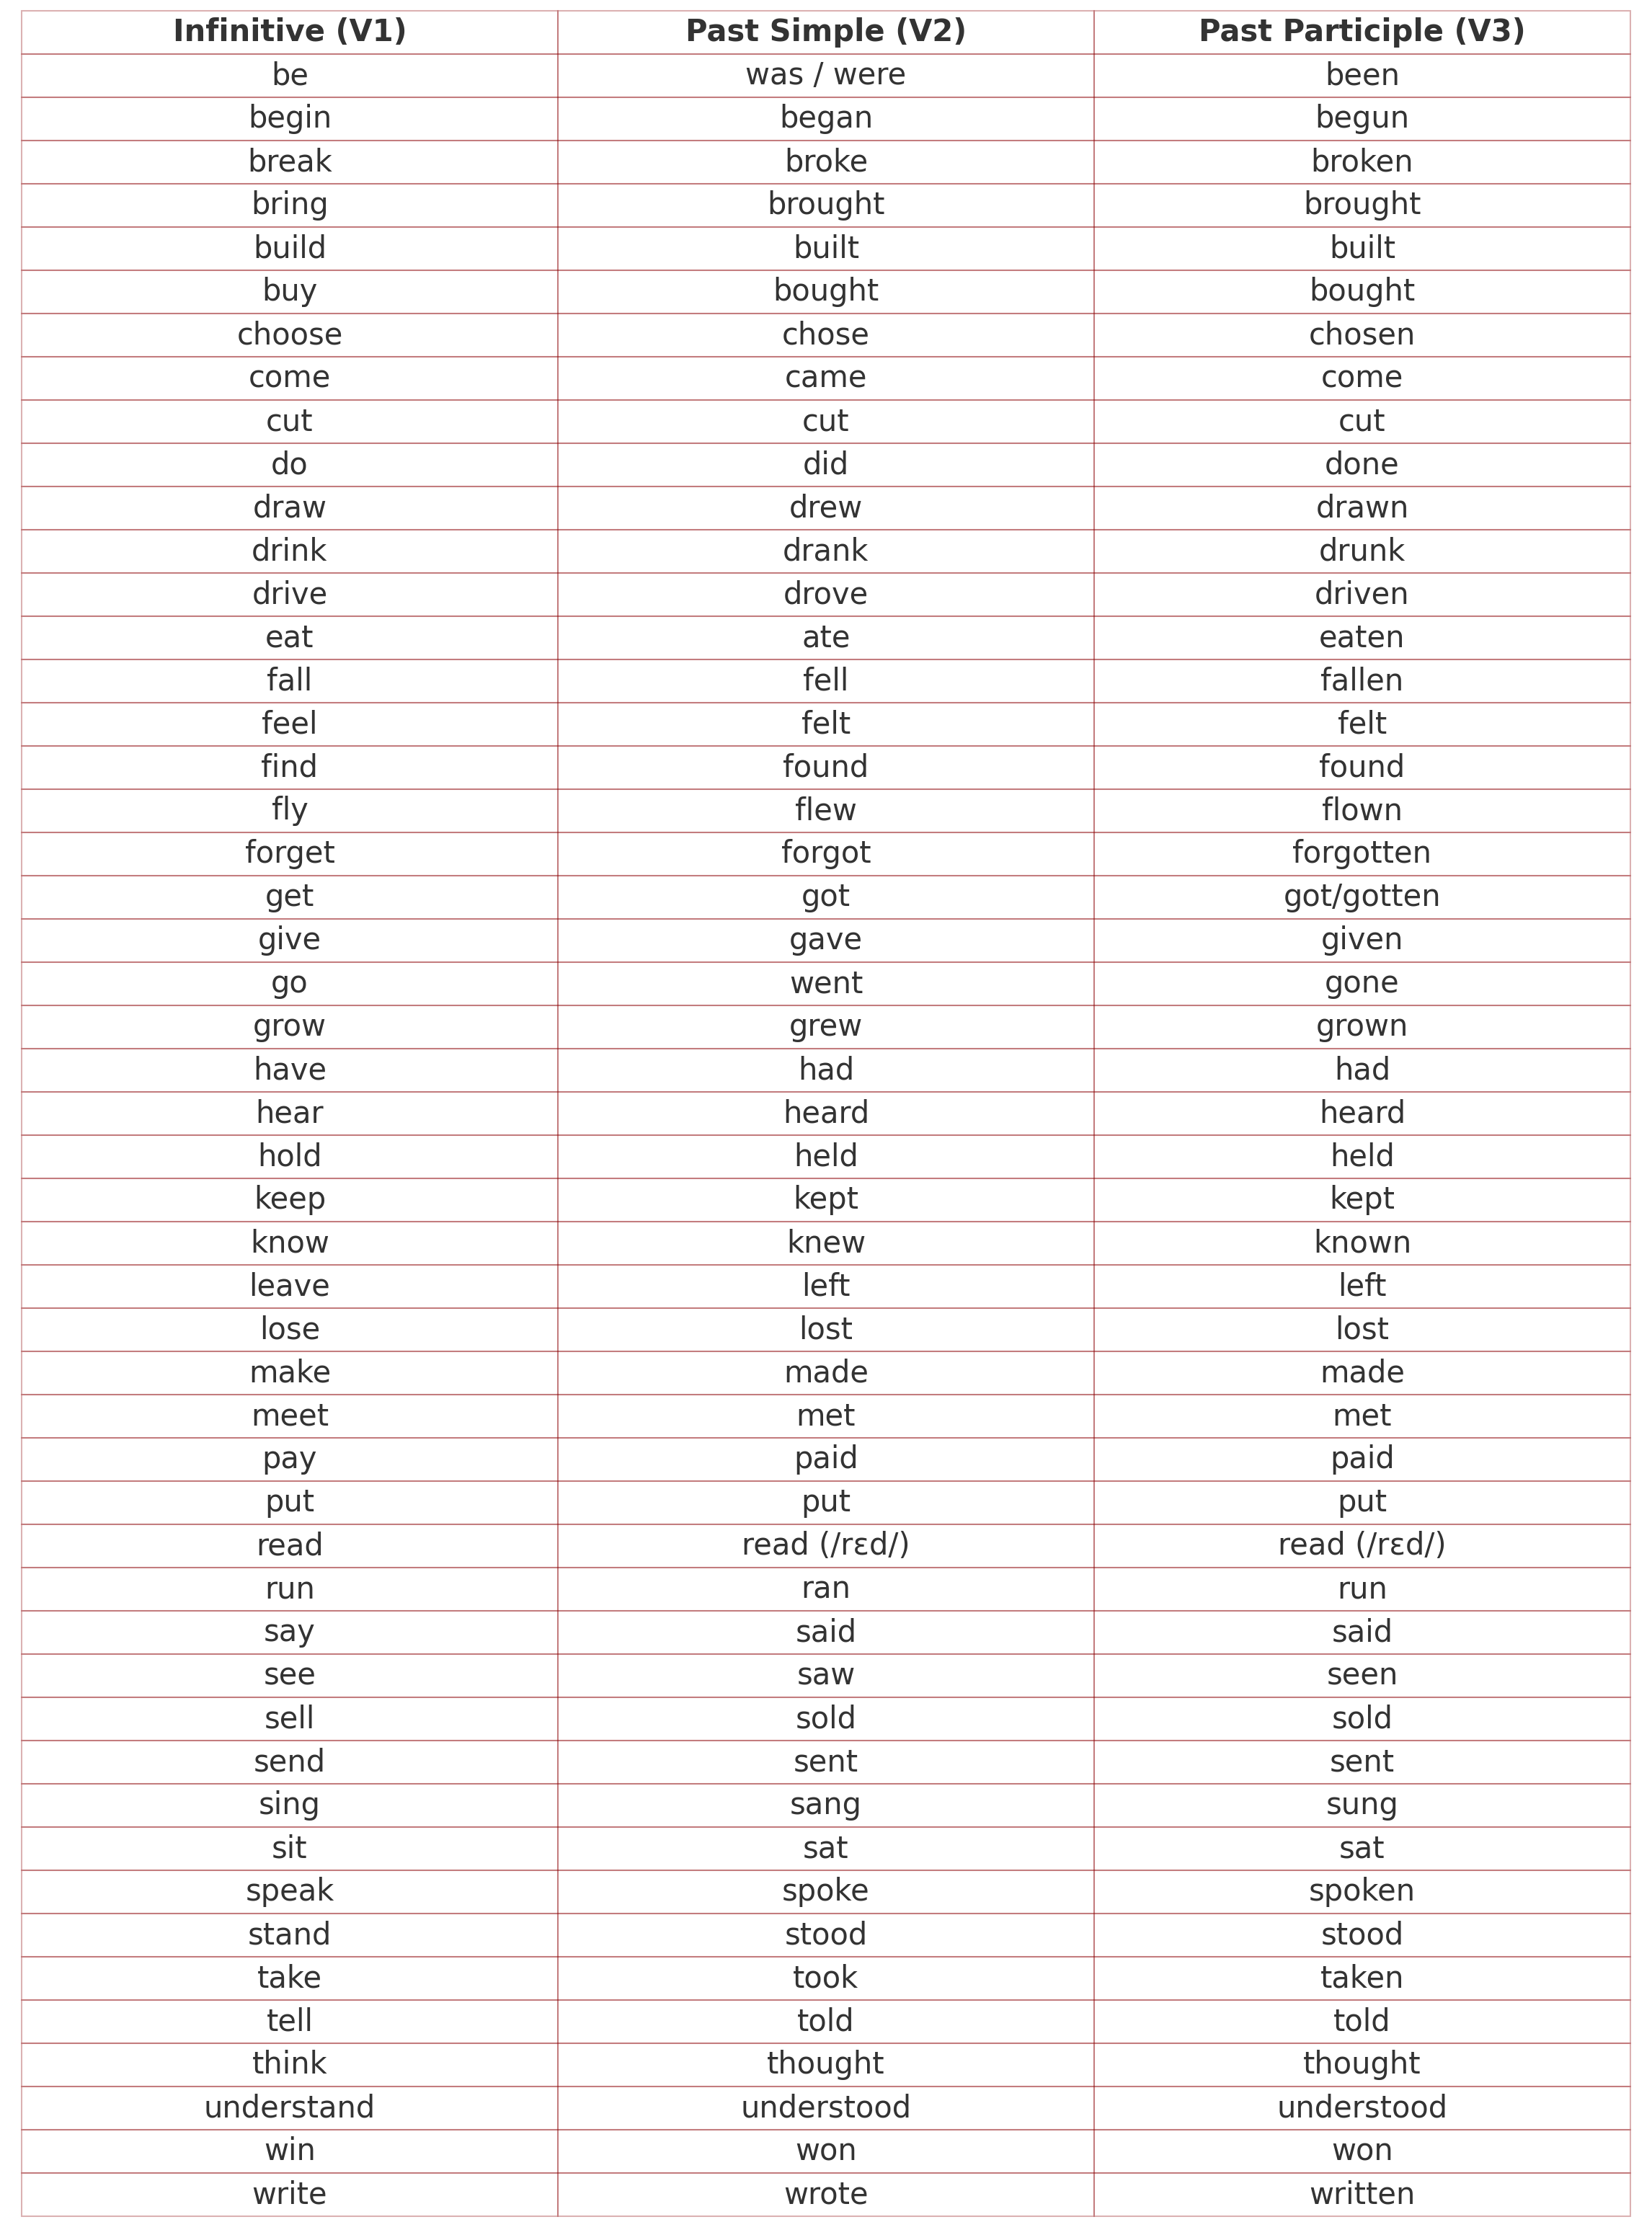 Infinitive (V1) Past Simple (V2) Past Participle (V3)
be was / were been
begin began begun
break broke broken
bring brought brought
build built built
buy bought bought
choose chose chosen
come came come
cut cut cut
do did done
draw drew drawn
drink drank drunk
drive drove driven
eat ate eaten
fall fell fallen
feel felt felt
find found found
fly flew flown
forget forgot forgotten
get got got/gotten
give gave given
go went gone
grow grew grown
have had had
hear heard heard
hold held held
keep kept kept
know knew known
leave left left
lose lost lost
make made made
meet met met
pay paid paid
put put put
read read (/rɛd/) read (/rɛd/)
run ran run
say said said
see saw seen
sell sold sold
send sent sent
sing sang sung
sit sat sat
speak spoke spoken
stand stood stood
take took taken
tell told told
think thought thought
understand understood understood
win won won
write wrote written